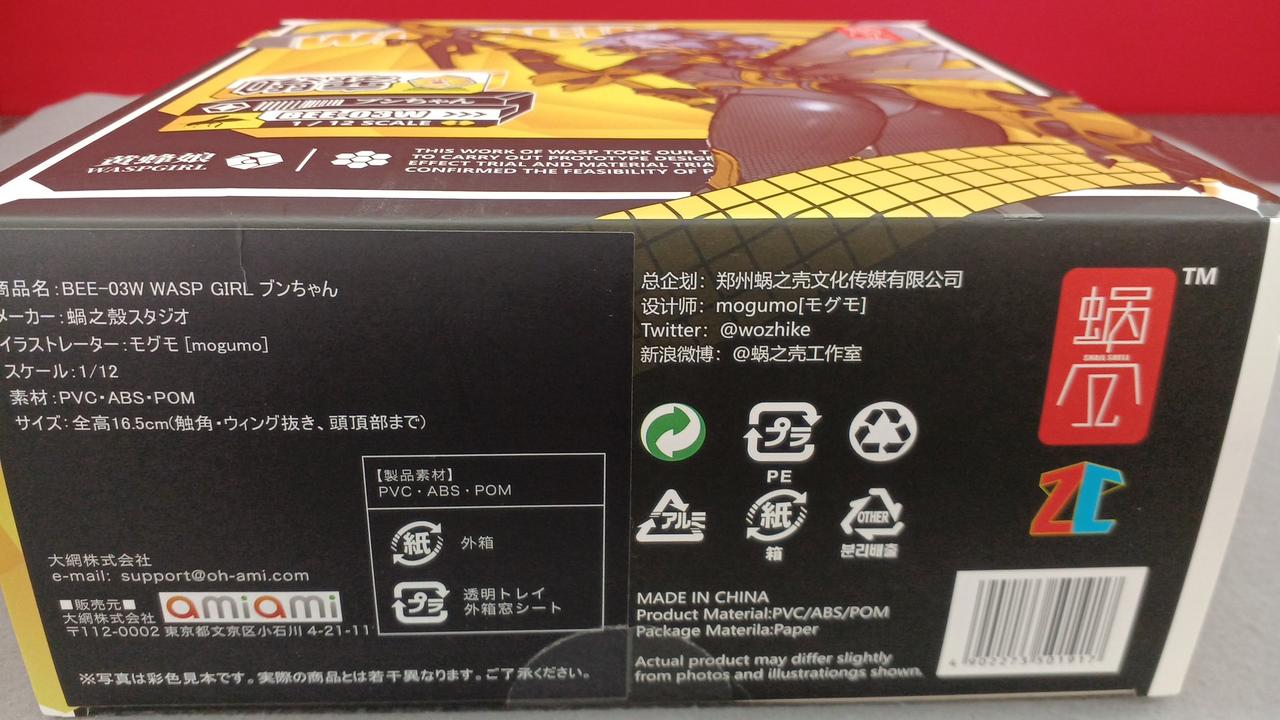 ブンちゃん
BEE-03W >>>
1/12 SCALE
黄蜂娘
WASPGIRL
THIS WORK OF WASP TOOK OUR
TO CARRY OUT PROTOTYPE DESIGN
EFFECT TRIAL AND MATERIAL TRIA
CONFIRMED THE FEASIBILITY OF P
商品名:BEE-03W WASP GIRL ブンちゃん
メーカー:蝸之殻スタジオ
イラストレーター:モグモ [mogumo]
スケール:1/12
素材:PVC・ABS・POM
サイズ:全高16.5cm(触角・ウィング抜き、頭頂部まで)
【製品素材】
PVC・ABS・POM
紙 外箱
プラ 透明トレイ
外箱窓シート
大網株式会社
e-mail: support@oh-ami.com
■販売元■
大網株式会社
amiami
〒112-0002 東京都文京区小石川 4-21-11
※写真は彩色見本です。実際の商品とは若干異なります。ご了承ください。
总企划：郑州蜗之壳文化传媒有限公司
设计师：mogumo[モグモ]
Twitter：@wozhike
新浪微博：@蜗之壳工作室
プラ
PE
アルミ
紙
箱
OTHER
분리배출
MADE IN CHINA
Product Material:PVC/ABS/POM
Package Materila:Paper
Actual product may differ slightly
from photos and illustrationgs shown.
TM
蜗
SNAIL SHELL
壳
ZC
4 902273 501917